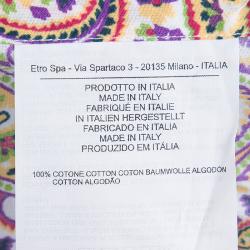 Etro Spa - Via Spartaco 3 - 20135 Milano - ITALIA
PRODOTTO IN ITALIA
MADE IN ITALY
FABRIQUÉ EN ITALIE
IN ITALIEN HERGESTELLT
FABRICADO EN ITALIA
MADE IN ITALY
PRODUZIDO EM ITÁLIA
100% COTONE COTTON COTON BAUMWOLLE ALGODÓN
COTTON ALGODÃO